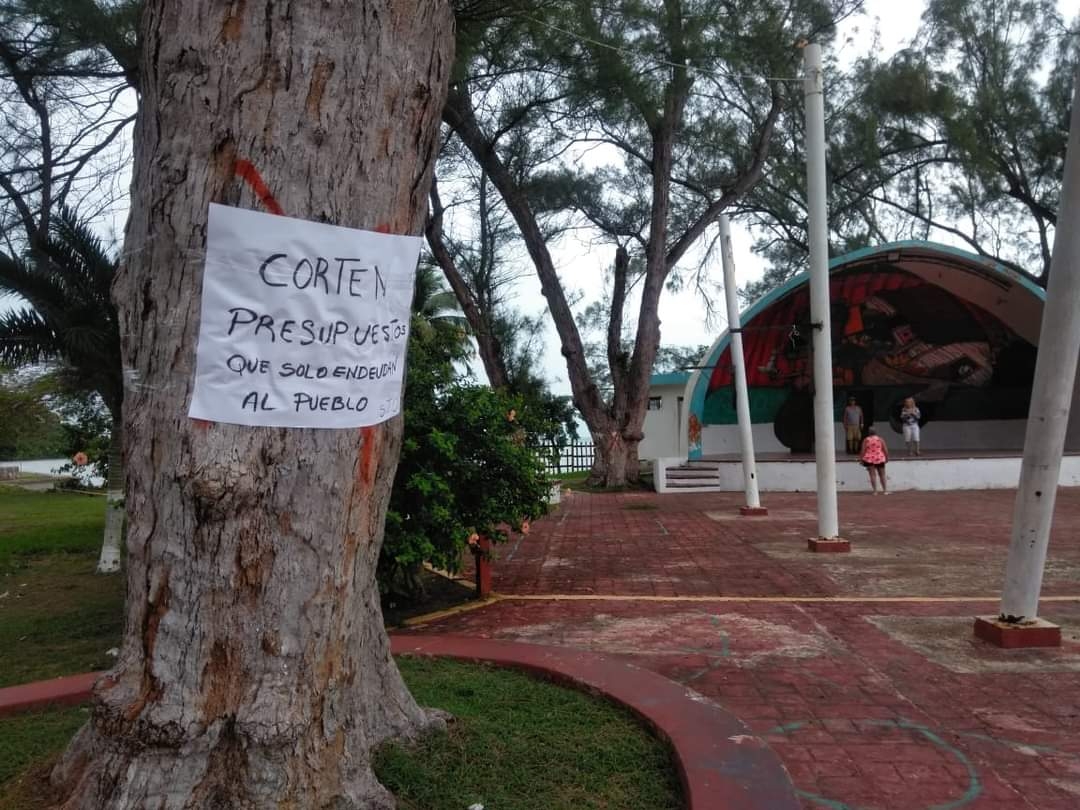 CORTEN
PRESUPUESTOS
QUE SOLO ENDEUDAN
AL PUEBLO